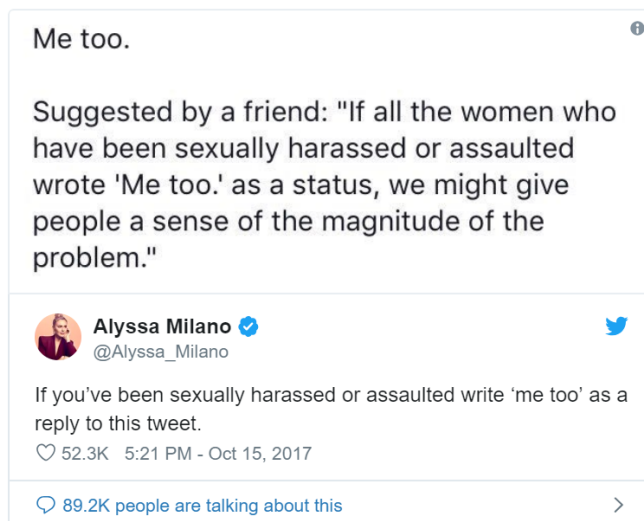 Me too.
Suggested by a friend: "If all the women who
have been sexually harassed or assaulted
wrote 'Me too.' as a status, we might give
people a sense of the magnitude of the
problem."
Alyssa Milano
@Alyssa_Milano
If you’ve been sexually harassed or assaulted write ‘me too’ as a
reply to this tweet.
52.3K 5:21 PM - Oct 15, 2017
89.2K people are talking about this